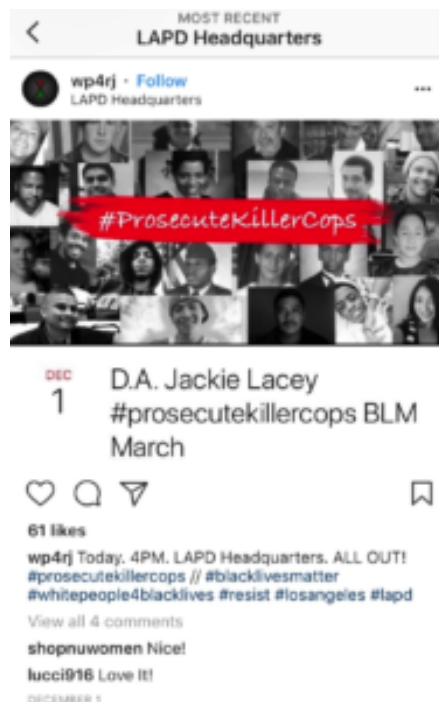 MOST RECENT
LAPD Headquarters
wp4rj · Follow
LAPD Headquarters
#ProsecuteKillerCops
DEC
1
D.A. Jackie Lacey
#prosecutekillercops BLM
March
61 likes
wp4rj Today. 4PM. LAPD Headquarters. ALL OUT!
#prosecutekillercops // #blacklivesmatter
#whitepeople4blacklives #resist #losangeles #lapd
View all 4 comments
shopnuwomen Nice!
lucci916 Love It!
DECEMBER 1